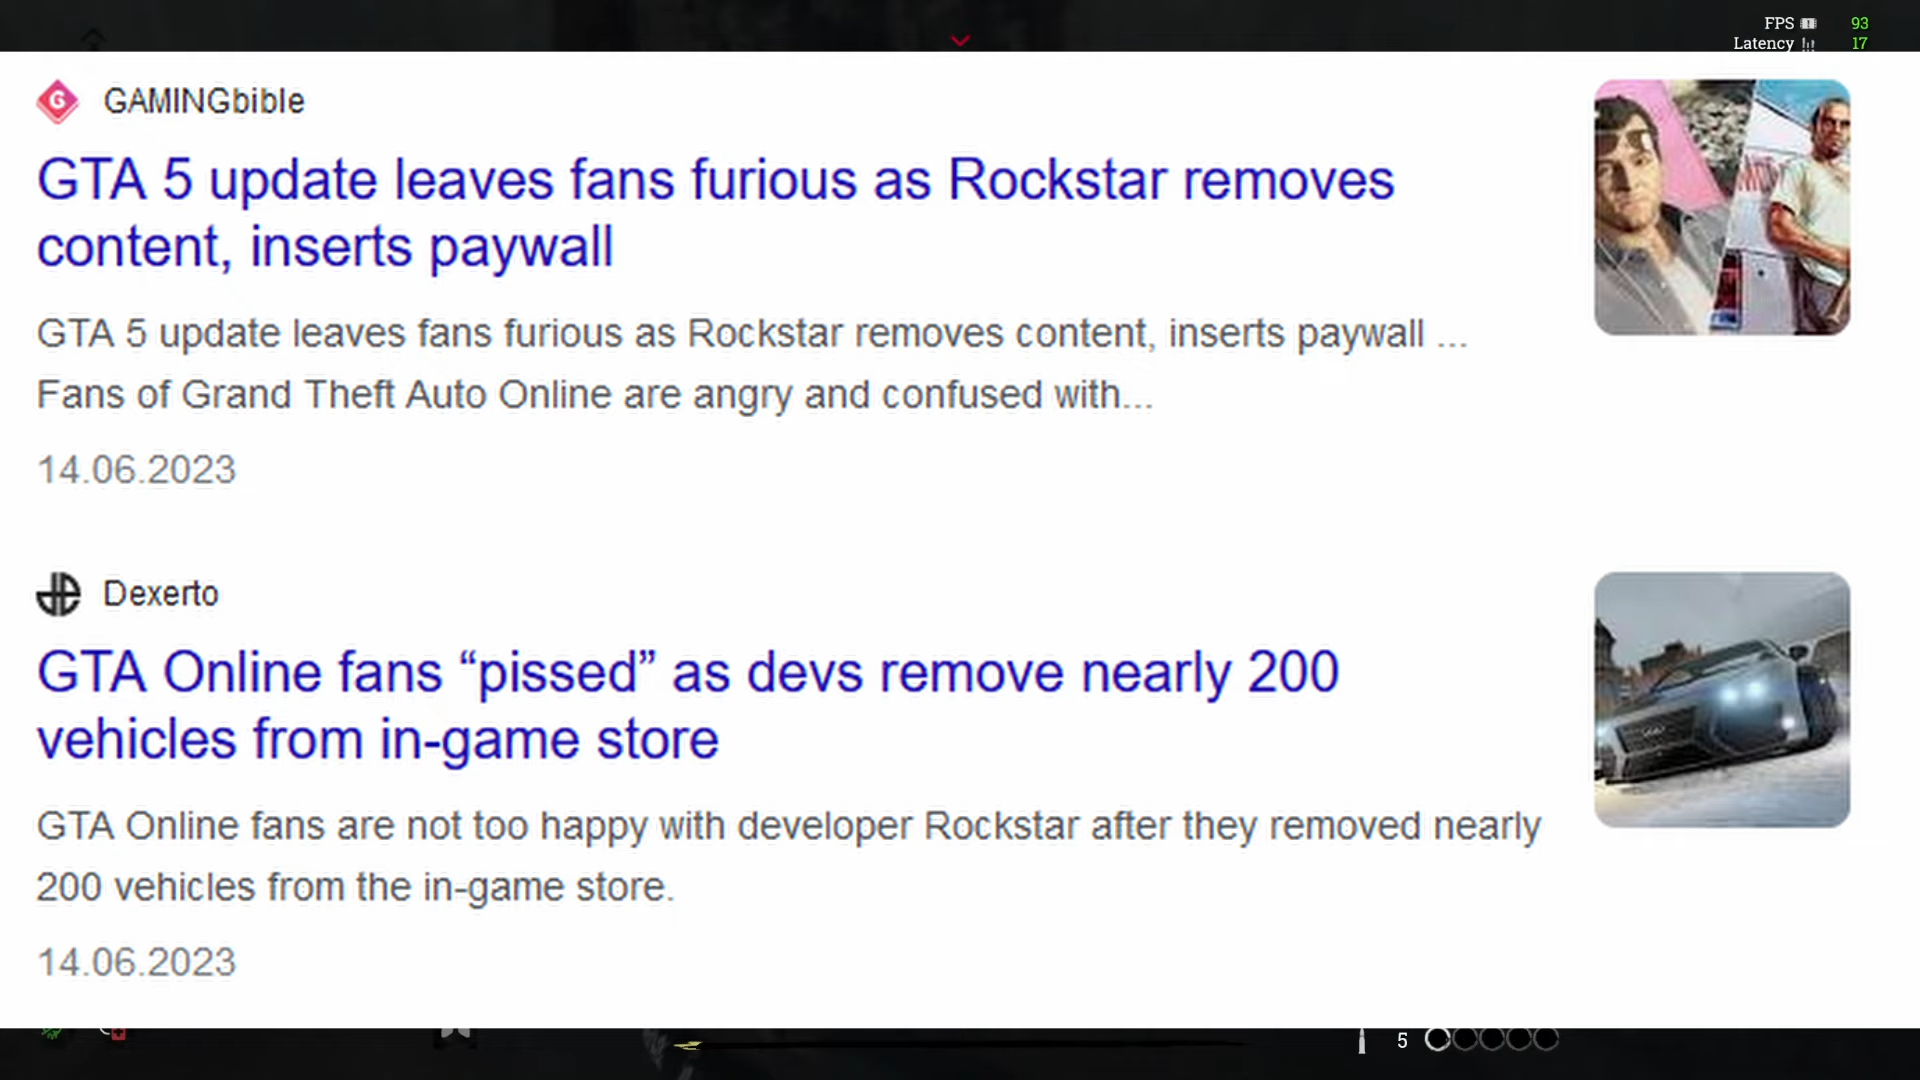 FPS 93
Latency 17
GAMINGbible
GTA 5 update leaves fans furious as Rockstar removes
content, inserts paywall
GTA 5 update leaves fans furious as Rockstar removes content, inserts paywall ...
Fans of Grand Theft Auto Online are angry and confused with...
14.06.2023
Dexerto
GTA Online fans “pissed” as devs remove nearly 200
vehicles from in-game store
GTA Online fans are not too happy with developer Rockstar after they removed nearly
200 vehicles from the in-game store.
14.06.2023
5